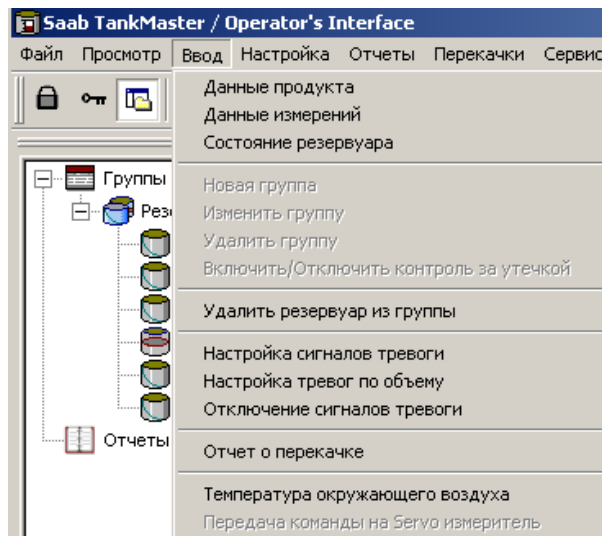 Saab TankMaster / Operator's Interface
Файл Просмотр Ввод Настройка Отчеты Перекачки Сервис
Данные продукта
Данные измерений
Состояние резервуара
Группы
Новая группа
Изменить группу
Удалить группу
Включить/Отключить контроль за утечкой
Удалить резервуар из группы
Настройка сигналов тревоги
Настройка тревог по объему
Отключение сигналов тревоги
Отчеты
Отчет о перекачке
Температура окружающего воздуха
Передача команды на Servo измеритель